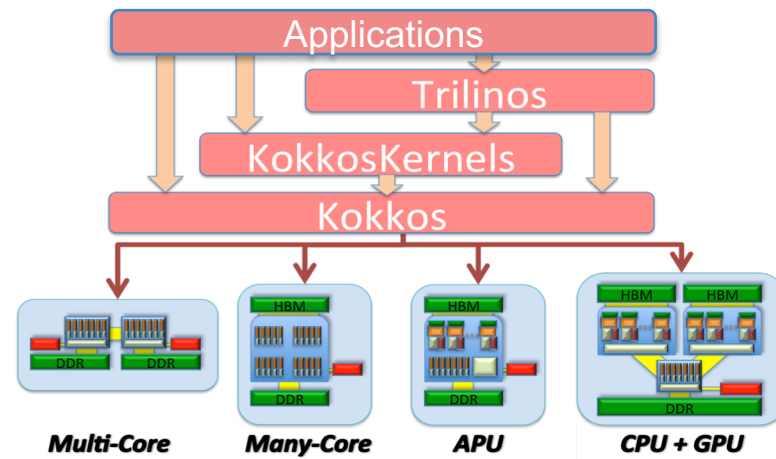 Applications
Trilinos
KokkosKernels
Kokkos
HBM
HBM
HBM
HBM
DDR
DDR
DDR
DDR
DDR
Multi-Core
Many-Core
APU
CPU + GPU